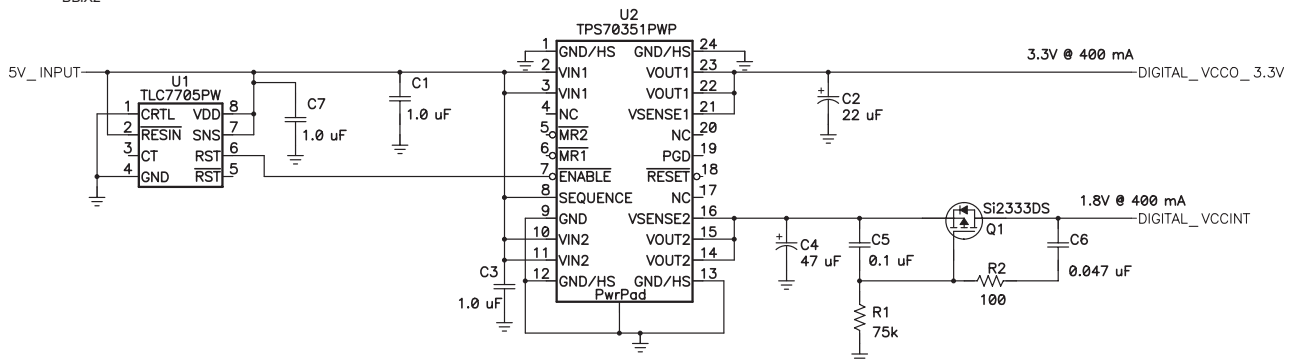 U2
TPS70351PWP
1 GND/HS GND/HS 24
2 VIN1 VOUT1 23
3 VIN1 VOUT1 22
4 NC VSENSE1 21
5 MR2 NC 20
6 MR1 PGD 19
7 ENABLE RESET 18
8 SEQUENCE NC 17
9 GND VSENSE2 16
10 VIN2 VOUT2 15
11 VIN2 VOUT2 14
12 GND/HS GND/HS 13
PwrPad
5V_INPUT
U1
TLC7705PW
1 CRTL VDD 8
2 RESIN SNS 7
3 CT RST 6
4 GND RST 5
C7
1.0 uF
C1
1.0 uF
C3
1.0 uF
3.3V @ 400 mA
DIGITAL_VCCO_3.3V
+
C2
22 uF
1.8V @ 400 mA
DIGITAL_VCCINT
Si2333DS
Q1
+
C4
47 uF
C5
0.1 uF
C6
0.047 uF
R2
100
R1
75k